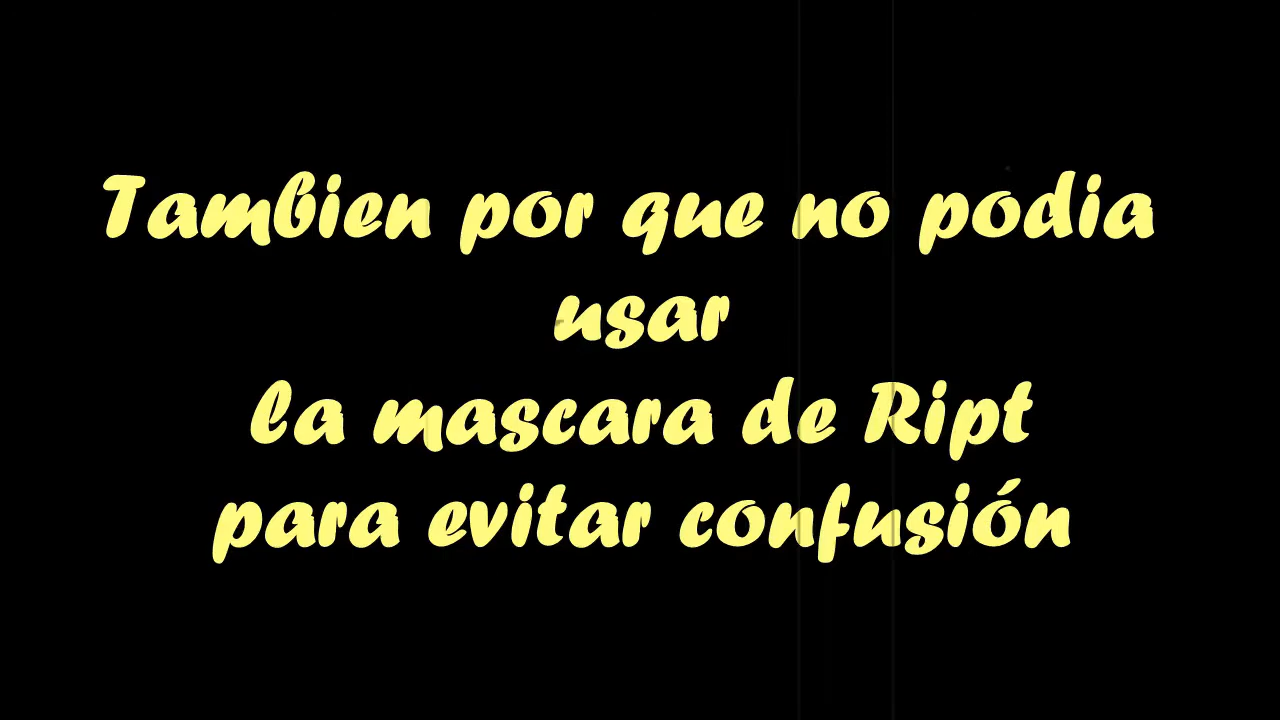 Tambien por que no podia
usar
la mascara de Ript
para evitar confusión